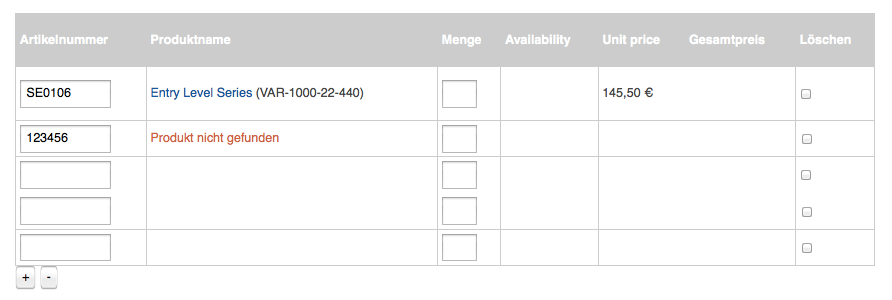 Artikelnummer Produktname Menge Availability Unit price Gesamtpreis Löschen
SE0106 Entry Level Series (VAR-1000-22-440) 145,50 €
123456 Produkt nicht gefunden
+ -